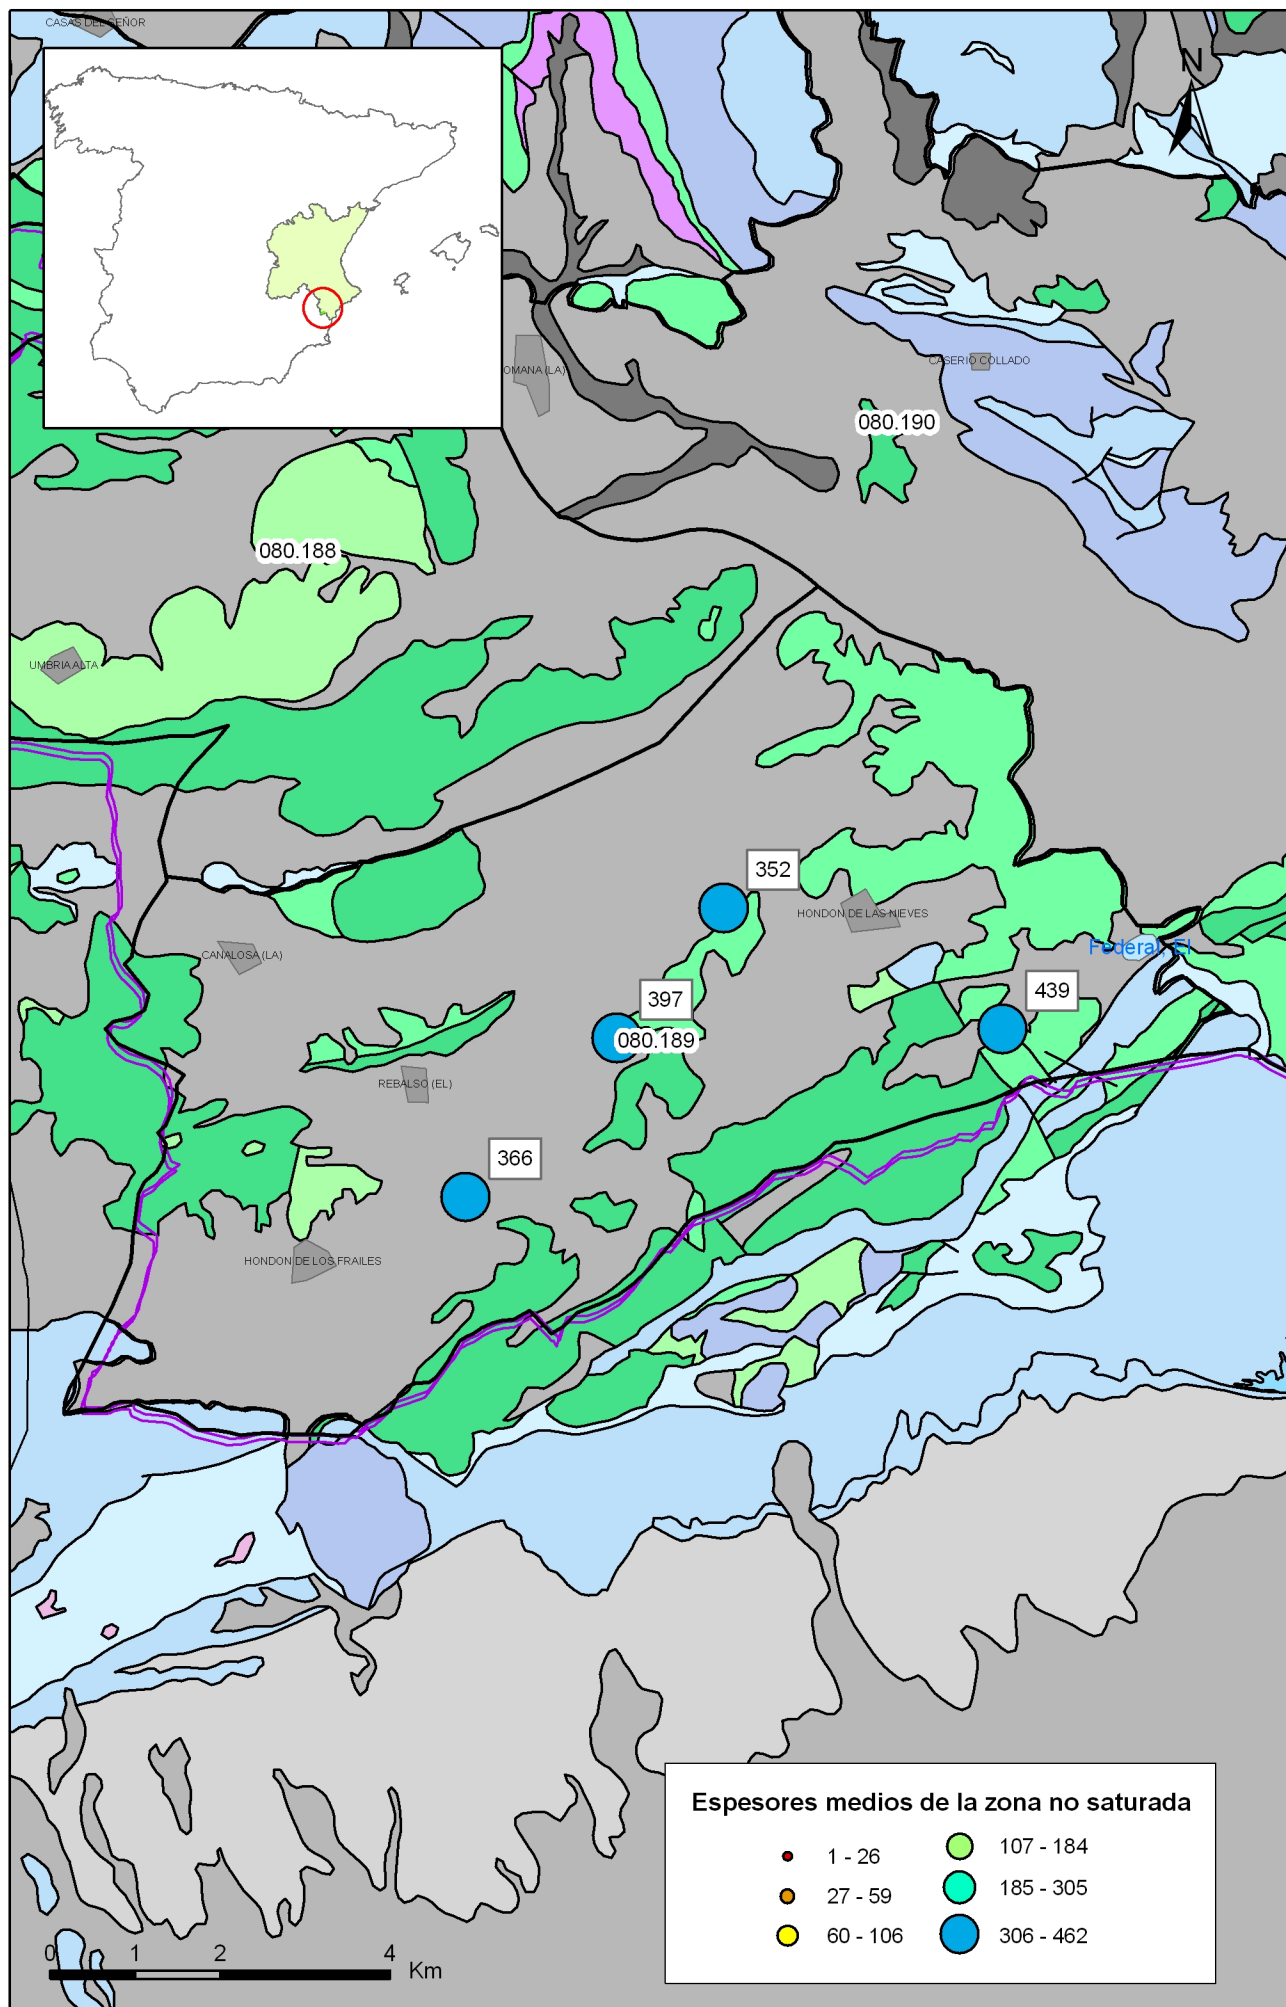 CASAS DEL SEÑOR
N
OMANA (LA)
CASERIO COLLADO
080.190
080.188
UMBRIA ALTA
352
HONDON DE LAS NIEVES
Federal, El
CANALOSA (LA)
397
439
080.189
REBALSO (EL)
366
HONDON DE LOS FRAILES
Espesores medios de la zona no saturada
1 - 26
107 - 184
27 - 59
185 - 305
60 - 106
306 - 462
0 1 2 4
Km